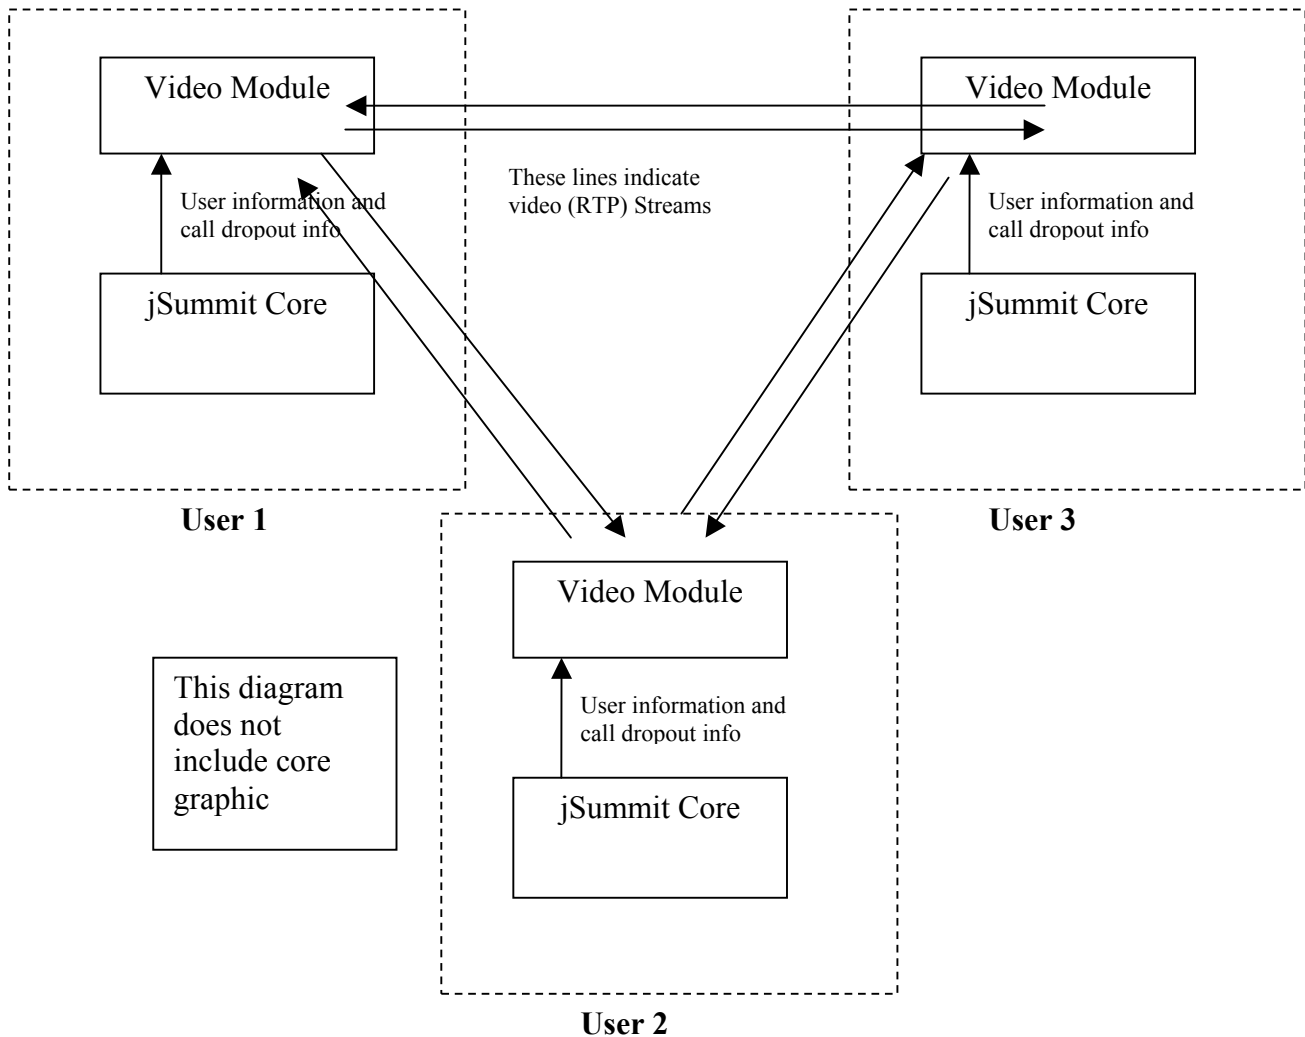 Video Module
Video Module
These lines indicate
video (RTP) Streams
User information and
call dropout info
User information and
call dropout info
jSummit Core
jSummit Core
User 1
User 3
Video Module
This diagram
does not
include core
graphic
User information and
call dropout info
jSummit Core
User 2